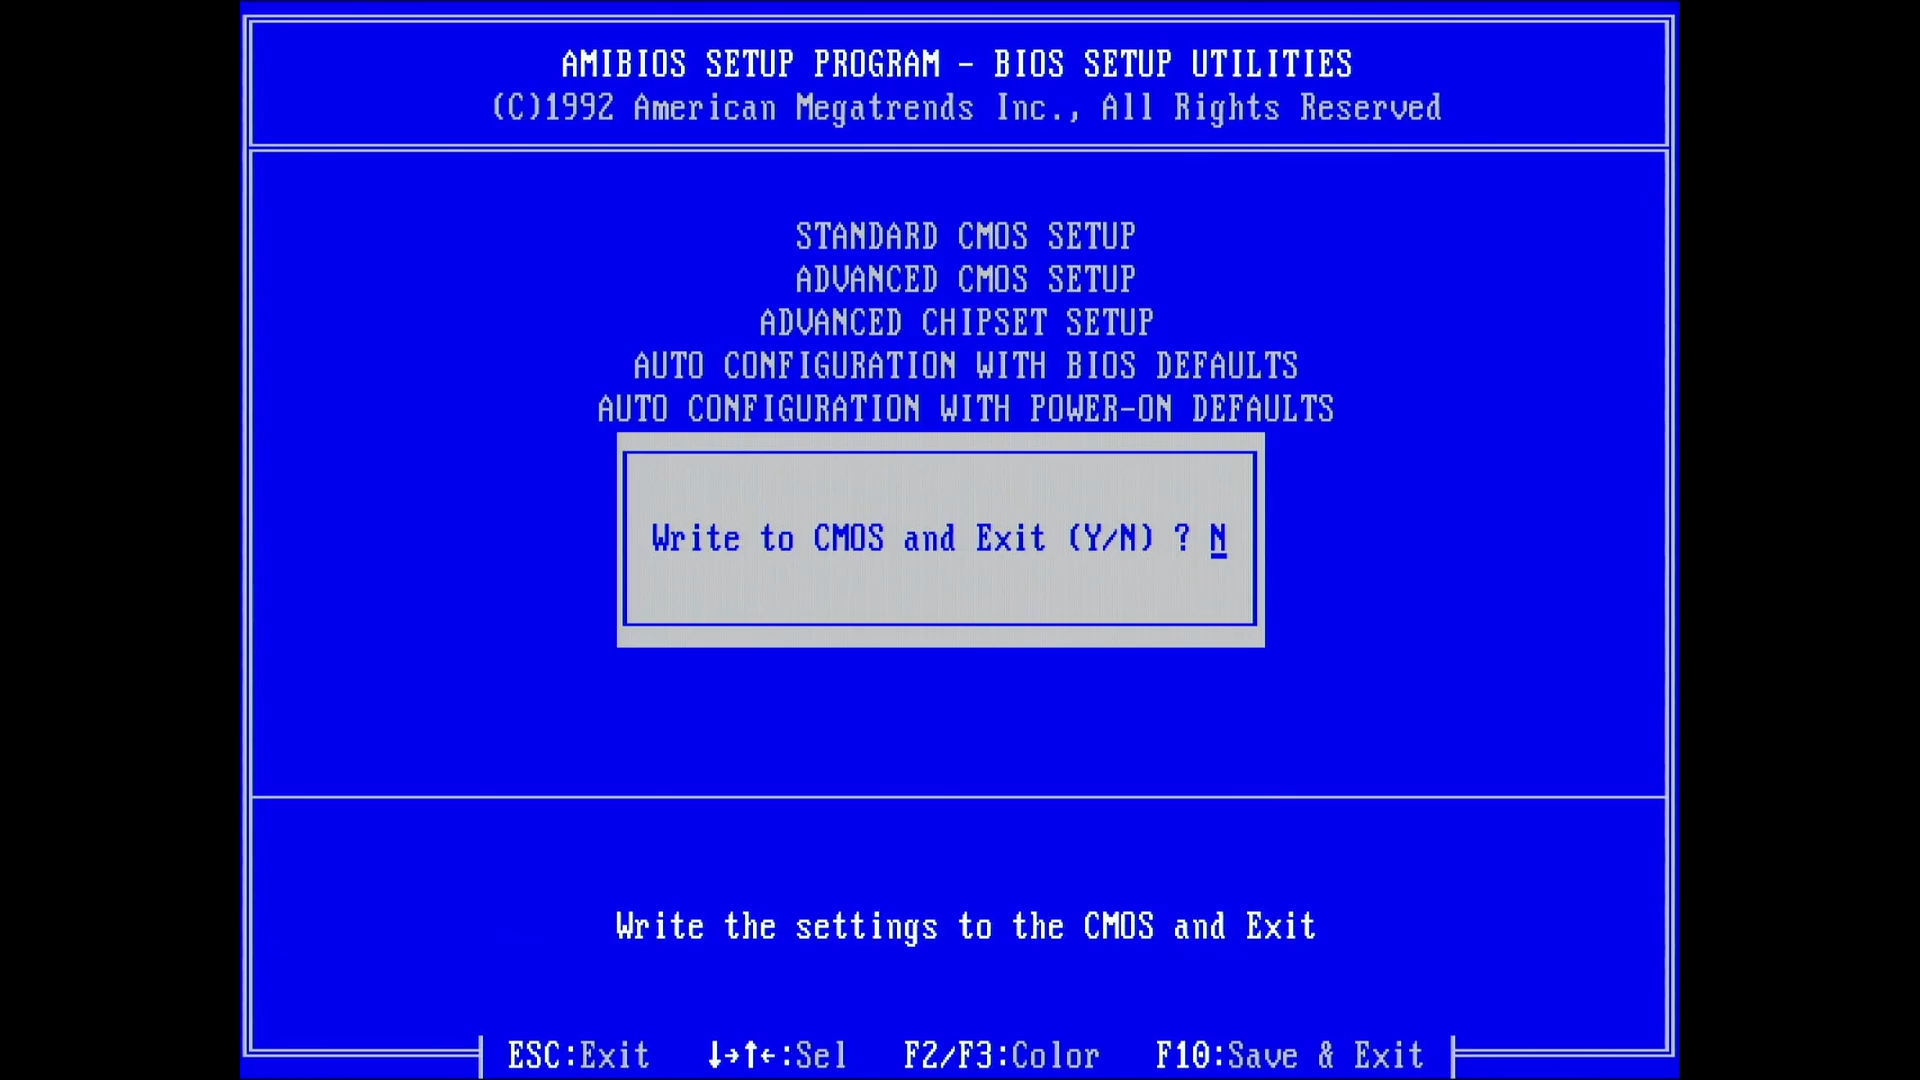 AMIBIOS SETUP PROGRAM - BIOS SETUP UTILITIES
(C)1992 American Megatrends Inc., All Rights Reserved
STANDARD CMOS SETUP
ADVANCED CMOS SETUP
ADVANCED CHIPSET SETUP
AUTO CONFIGURATION WITH BIOS DEFAULTS
AUTO CONFIGURATION WITH POWER-ON DEFAULTS
Write to CMOS and Exit (Y/N) ? N
Write the settings to the CMOS and Exit
ESC:Exit ↓→↑←:Sel F2/F3:Color F10:Save & Exit